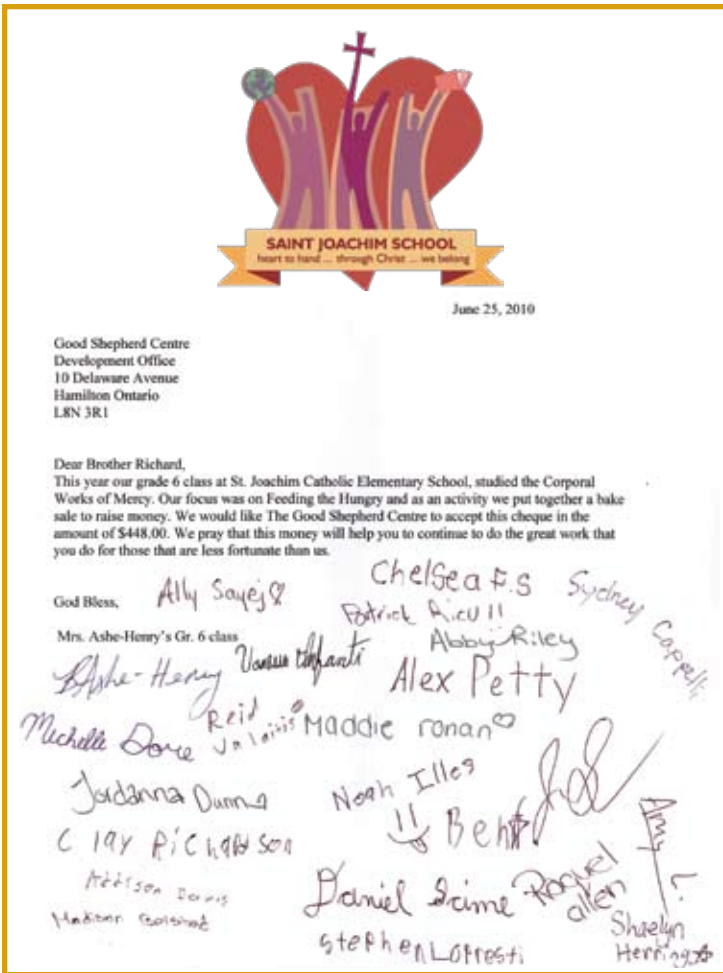 SAINT JOACHIM SCHOOL
heart to hand ... through Christ ... we belong
June 25, 2010
Good Shepherd Centre
Development Office
10 Delaware Avenue
Hamilton Ontario
L8N 3R1
Dear Brother Richard,
This year our grade 6 class at St. Joachim Catholic Elementary School, studied the Corporal
Works of Mercy. Our focus was on Feeding the Hungry and as an activity we put together a bake
sale to raise money. We would like The Good Shepherd Centre to accept this cheque in the
amount of $448.00. We pray that this money will help you to continue to do the great work that
you do for those that are less fortunate than us.
God Bless,
Ally Sayej
Chelsea F.S
Sydney Cappelli
Patrick
Abby Riley
Mrs. Ashe-Henry's Gr. 6 class
BAshe-Henry
Alex Petty
Michelle
Reid
Maddie ronan
Jordanna Dunn
Noah Illes
Clay Richardson
Ben
Amy L.
Addison
Daniel
Raquel
allen
Madison
Stephen Lopresti
Shaelyn
Herring